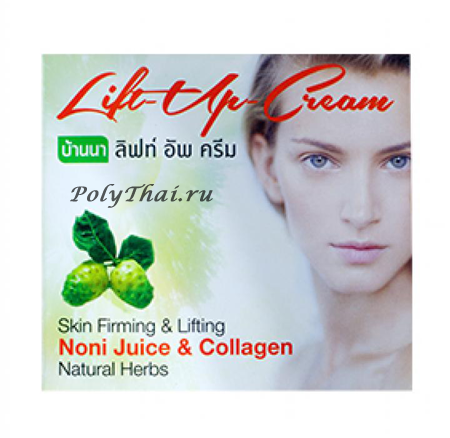 Lift-Up-Cream
บ้านนา ลิฟท์ อัพ ครีม
PolyThai.ru
Skin Firming & Lifting
Noni Juice & Collagen
Natural Herbs